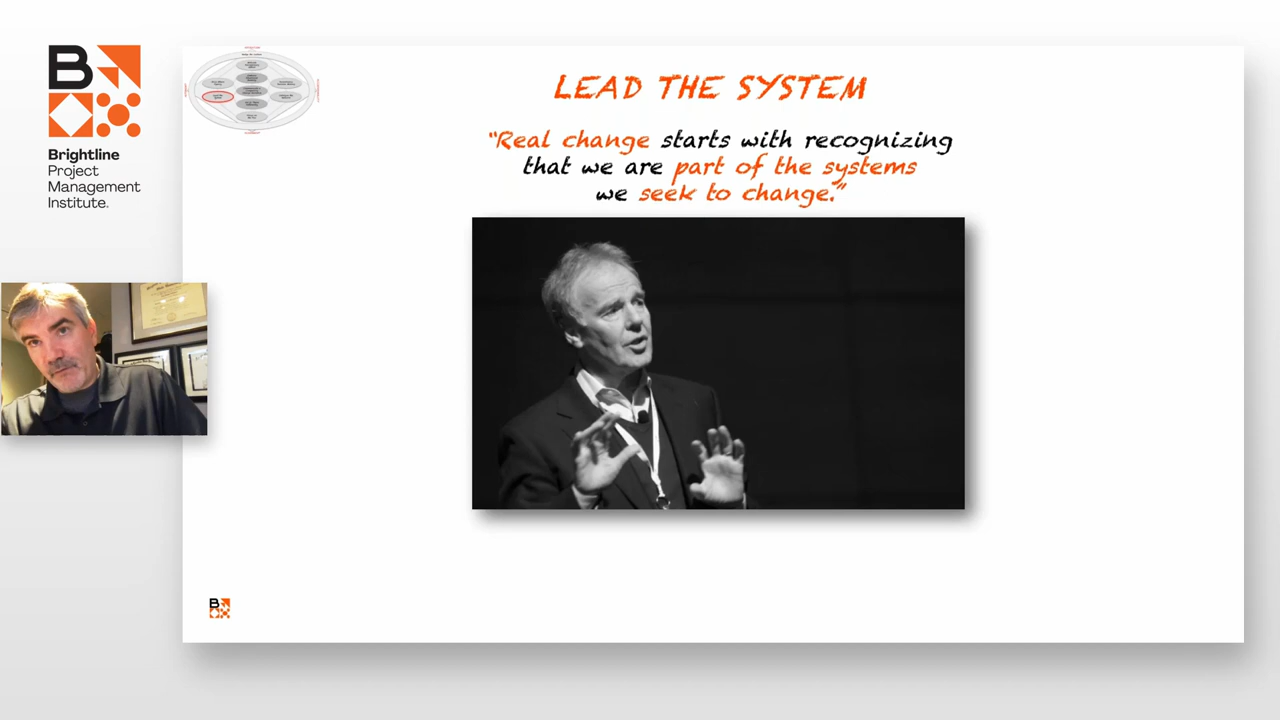 B
Brightline
Project
Management
Institute.
LEAD THE SYSTEM
"Real change starts with recognizing
that we are part of the systems
we seek to change."
B